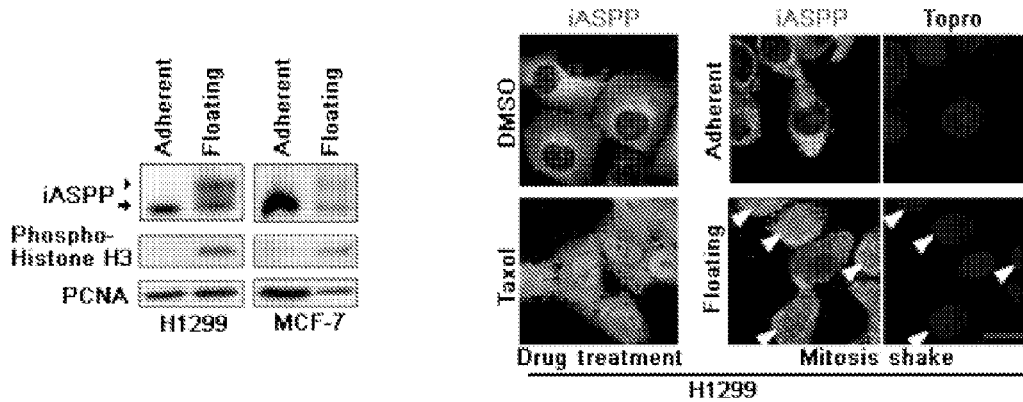 Adherent
Floating
Adherent
Floating
iASPP
Phospho-
Histone H3
PCNA
H1299
MCF-7
iASPP
iASPP
Topro
DMSO
Adherent
Taxol
Floating
Drug treatment
Mitosis shake
H1299